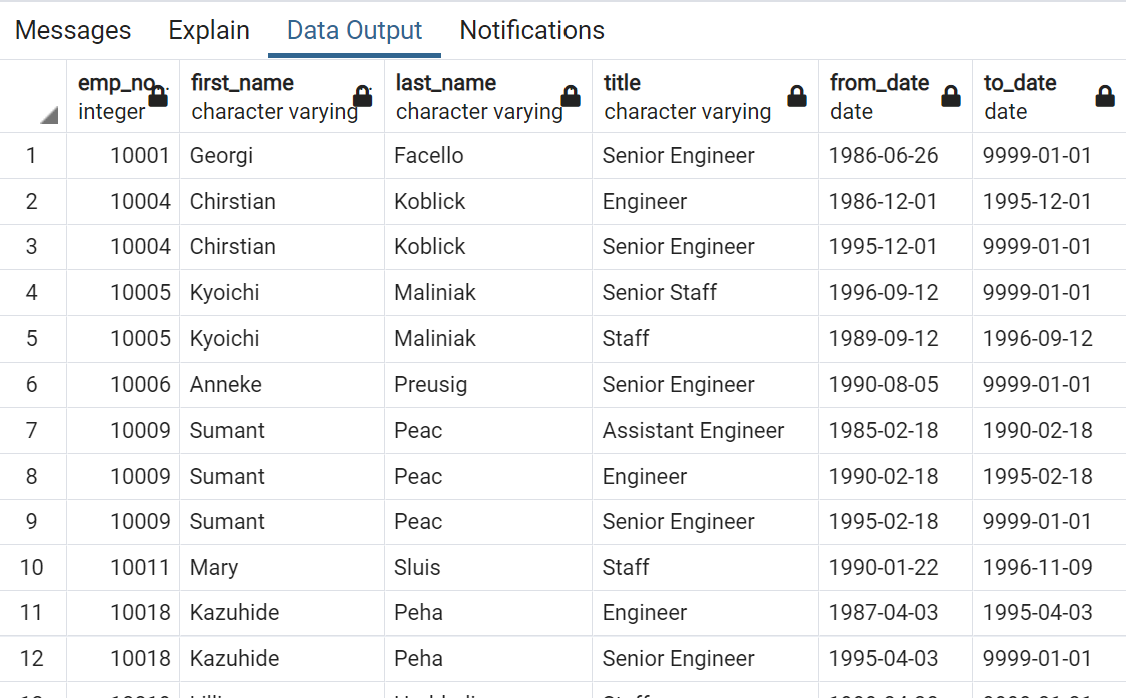 Messages Explain Data Output Notifications
emp_no first_name last_name title from_date to_date
integer character varying character varying character varying date date
1 10001 Georgi Facello Senior Engineer 1986-06-26 9999-01-01
2 10004 Chirstian Koblick Engineer 1986-12-01 1995-12-01
3 10004 Chirstian Koblick Senior Engineer 1995-12-01 9999-01-01
4 10005 Kyoichi Maliniak Senior Staff 1996-09-12 9999-01-01
5 10005 Kyoichi Maliniak Staff 1989-09-12 1996-09-12
6 10006 Anneke Preusig Senior Engineer 1990-08-05 9999-01-01
7 10009 Sumant Peac Assistant Engineer 1985-02-18 1990-02-18
8 10009 Sumant Peac Engineer 1990-02-18 1995-02-18
9 10009 Sumant Peac Senior Engineer 1995-02-18 9999-01-01
10 10011 Mary Sluis Staff 1990-01-22 1996-11-09
11 10018 Kazuhide Peha Engineer 1987-04-03 1995-04-03
12 10018 Kazuhide Peha Senior Engineer 1995-04-03 9999-01-01